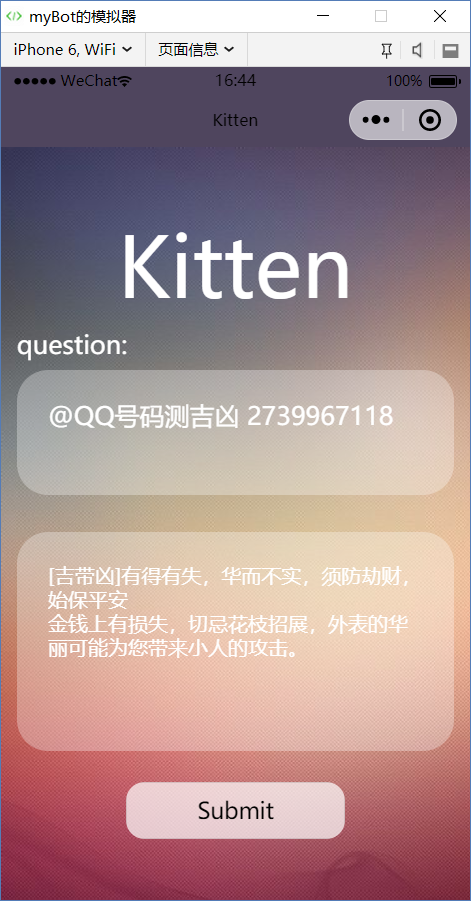 myBot的模拟器
iPhone 6, WiFi 页面信息
WeChat 16:44 100%
Kitten
Kitten
question:
@QQ号码测吉凶 2739967118
[吉带凶]有得有失，华而不实，须防劫财，
始保平安
金钱上有损失，切忌花枝招展，外表的华
丽可能为您带来小人的攻击。
Submit